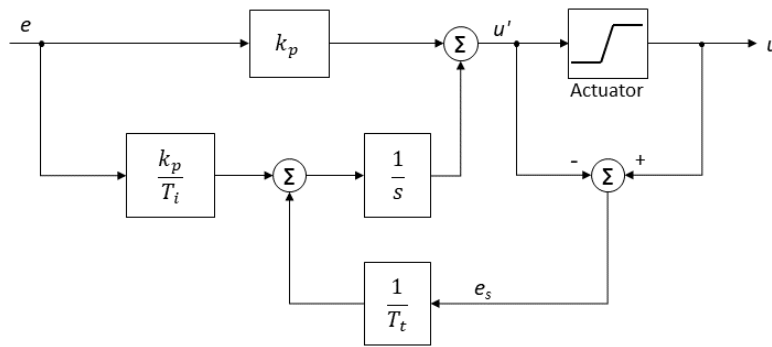 e
k_p
Σ
u'
Actuator
u
k_p
T_i
Σ
1
s
-
Σ
+
1
T_t
e_s